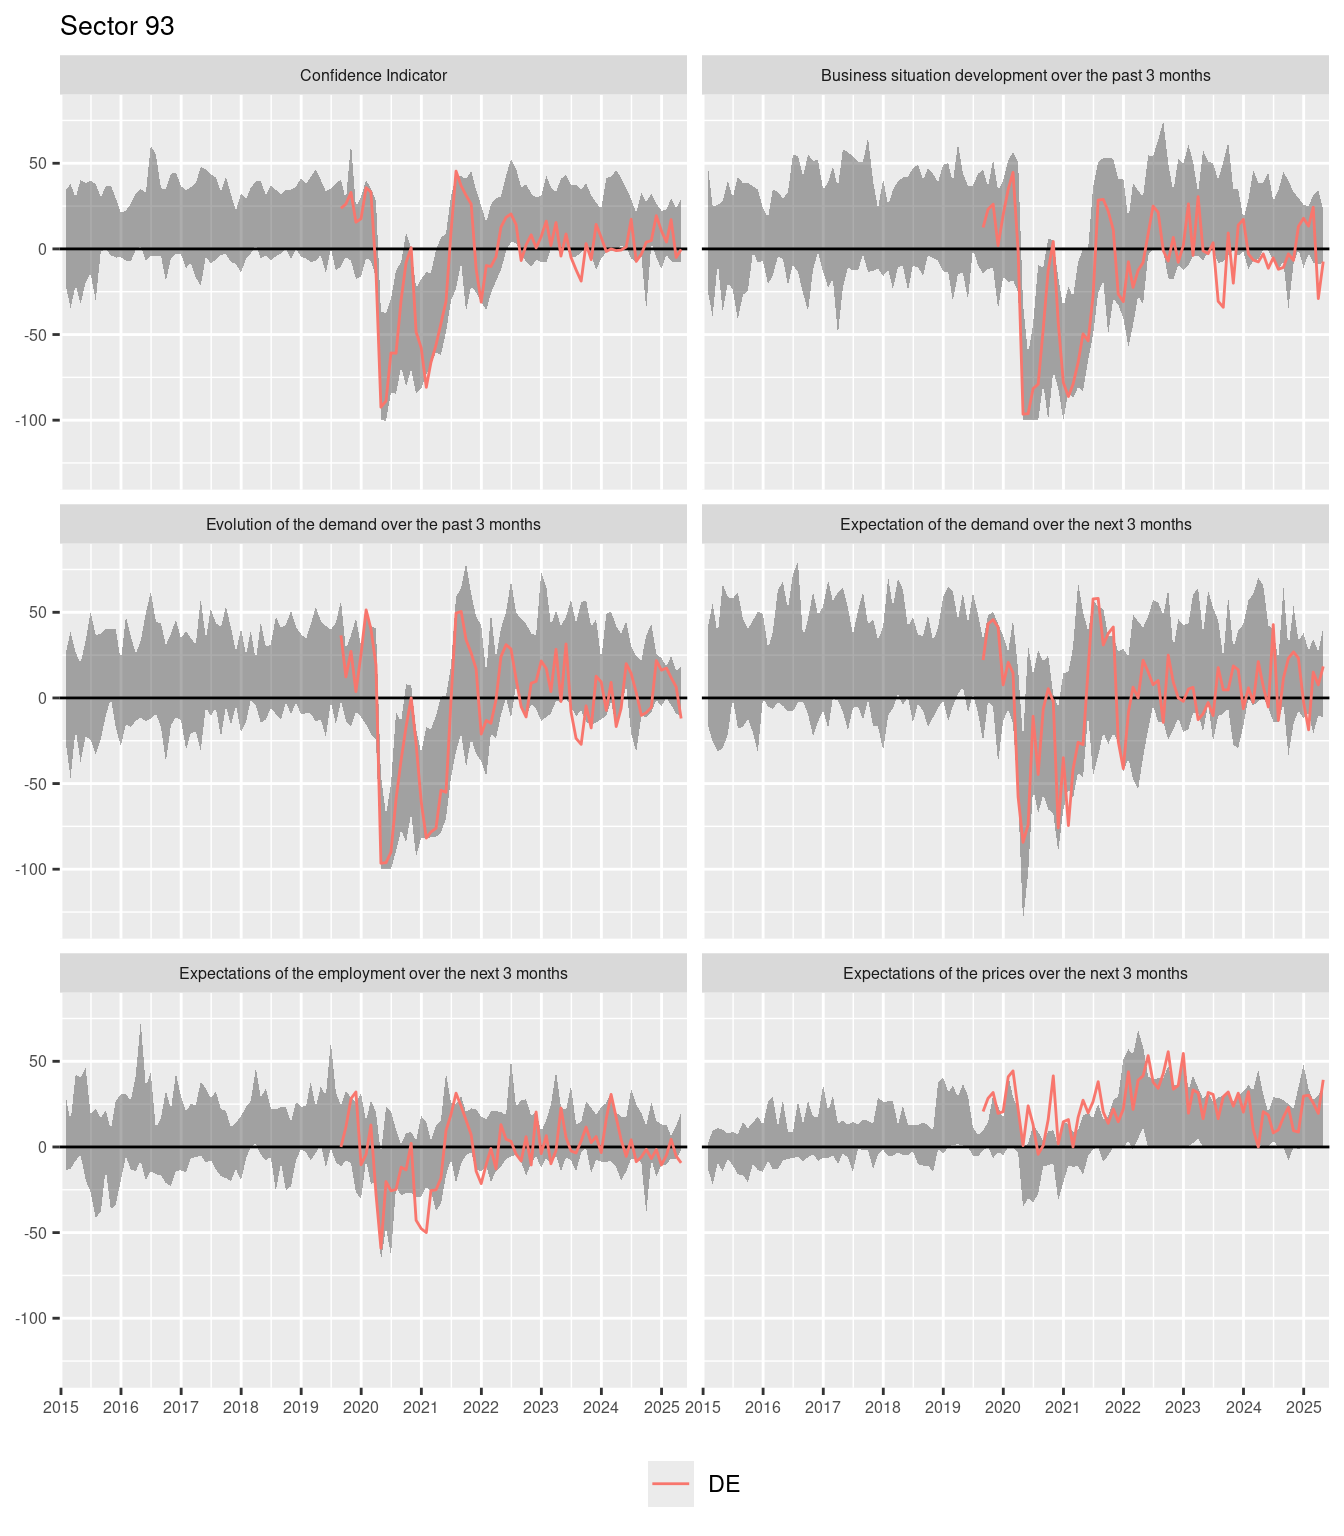 Sector 93
Confidence Indicator
Business situation development over the past 3 months
50
0
-50
-100
Evolution of the demand over the past 3 months
Expectation of the demand over the next 3 months
50
0
-50
-100
Expectations of the employment over the next 3 months
Expectations of the prices over the next 3 months
50
0
-50
-100
2015 2016 2017 2018 2019 2020 2021 2022 2023 2024 2025 2015 2016 2017 2018 2019 2020 2021 2022 2023 2024 2025
DE